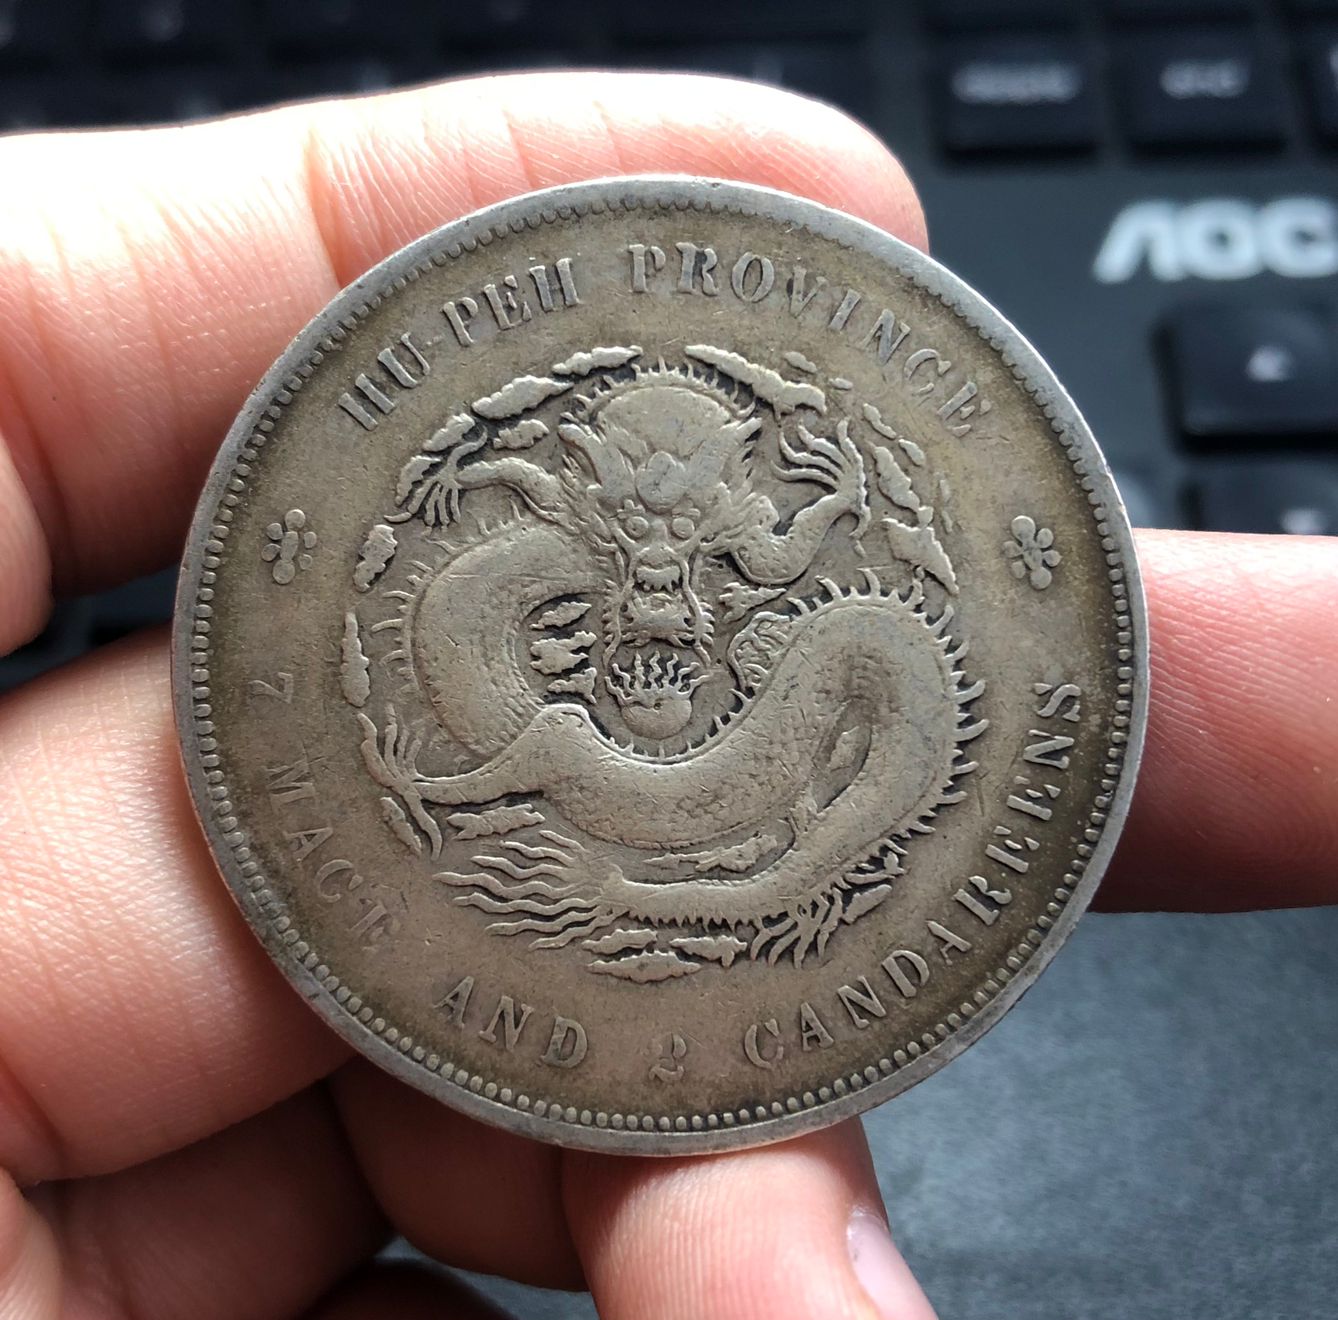 HU-PEH PROVINCE
7 MACE AND 2 CANDAREENS
AOC